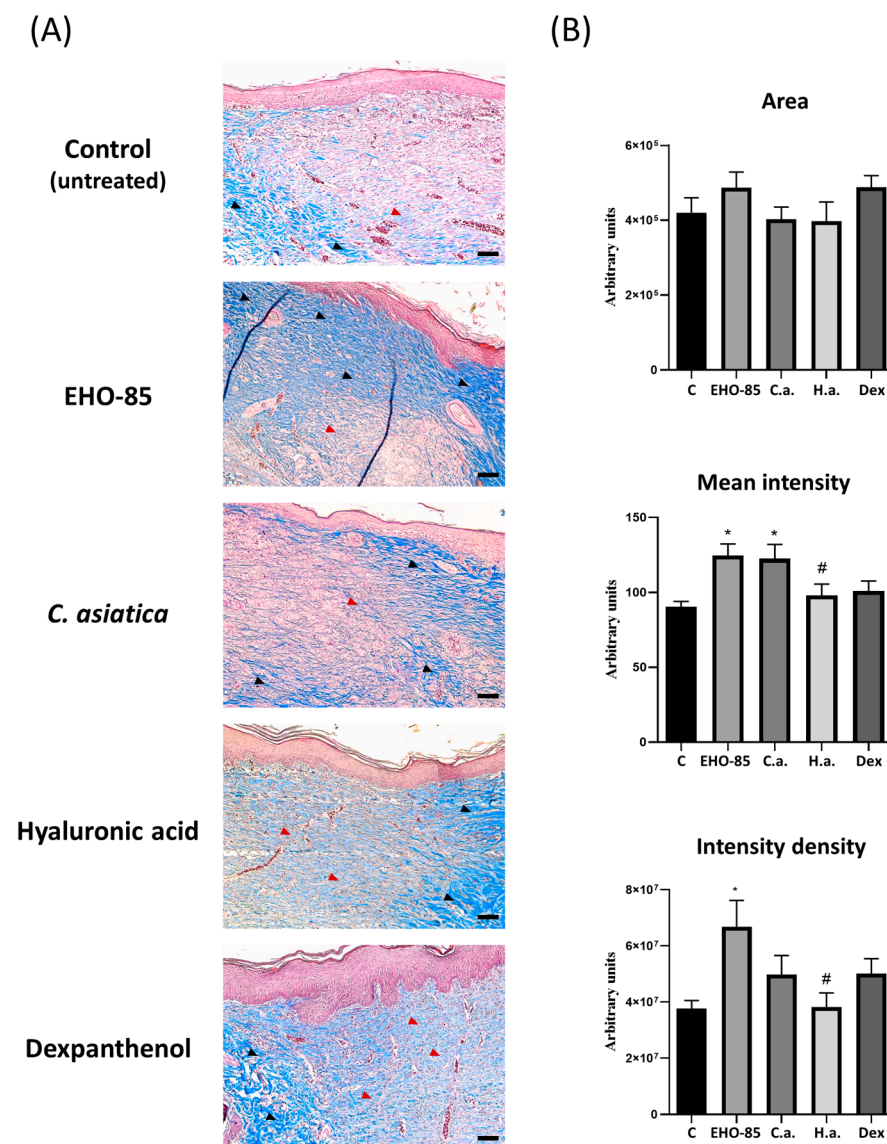 (A)
Control
(untreated)
EHO-85
C. asiatica
Hyaluronic acid
Dexpanthenol
(B)
Area
Arbitrary units
6×10⁵
4×10⁵
2×10⁵
0
C EHO-85 C.a. H.a. Dex
Mean intensity
Arbitrary units
150
100
50
0
* * #
C EHO-85 C.a. H.a. Dex
Intensity density
Arbitrary units
8×10⁷
6×10⁷
4×10⁷
2×10⁷
0
* #
C EHO-85 C.a. H.a. Dex